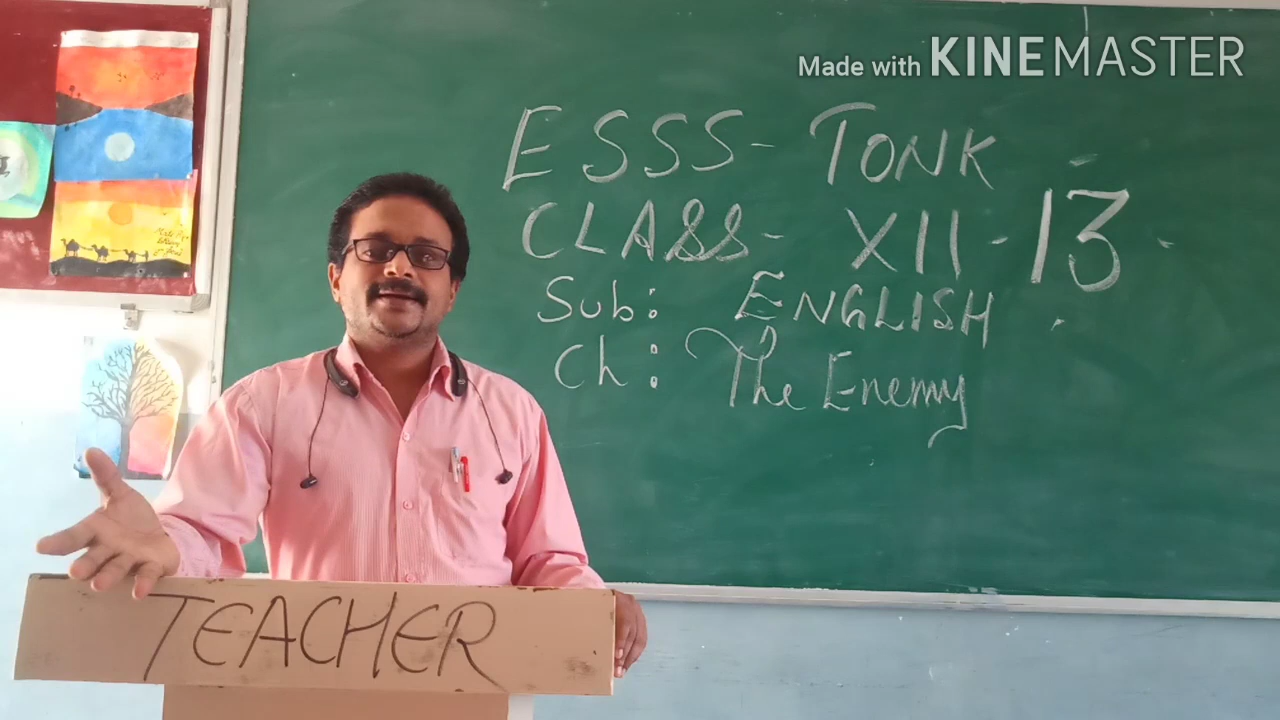 Made with KINEMASTER
ESSS - TONK
CLASS - XII - 13 -
Sub: ENGLISH
Ch: The Enemy
TEACHER